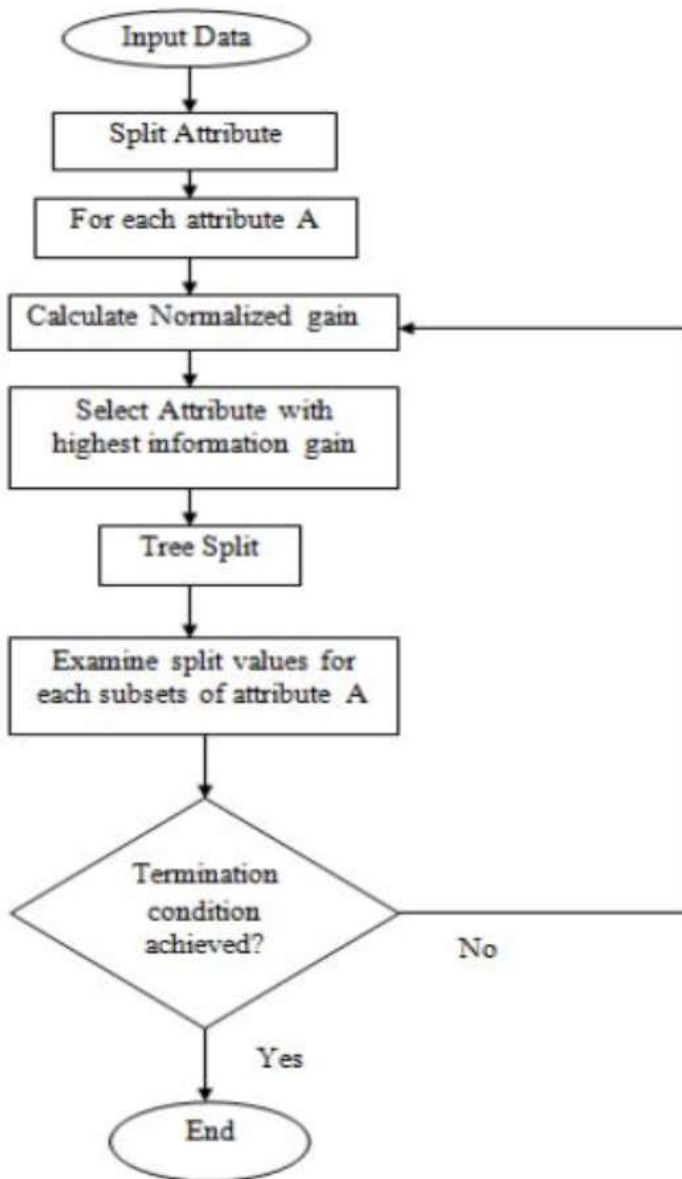 Input Data
Split Attribute
For each attribute A
Calculate Normalized gain
Select Attribute with
highest information gain
Tree Split
Examine split values for
each subsets of attribute A
Termination
condition
achieved?
No
Yes
End